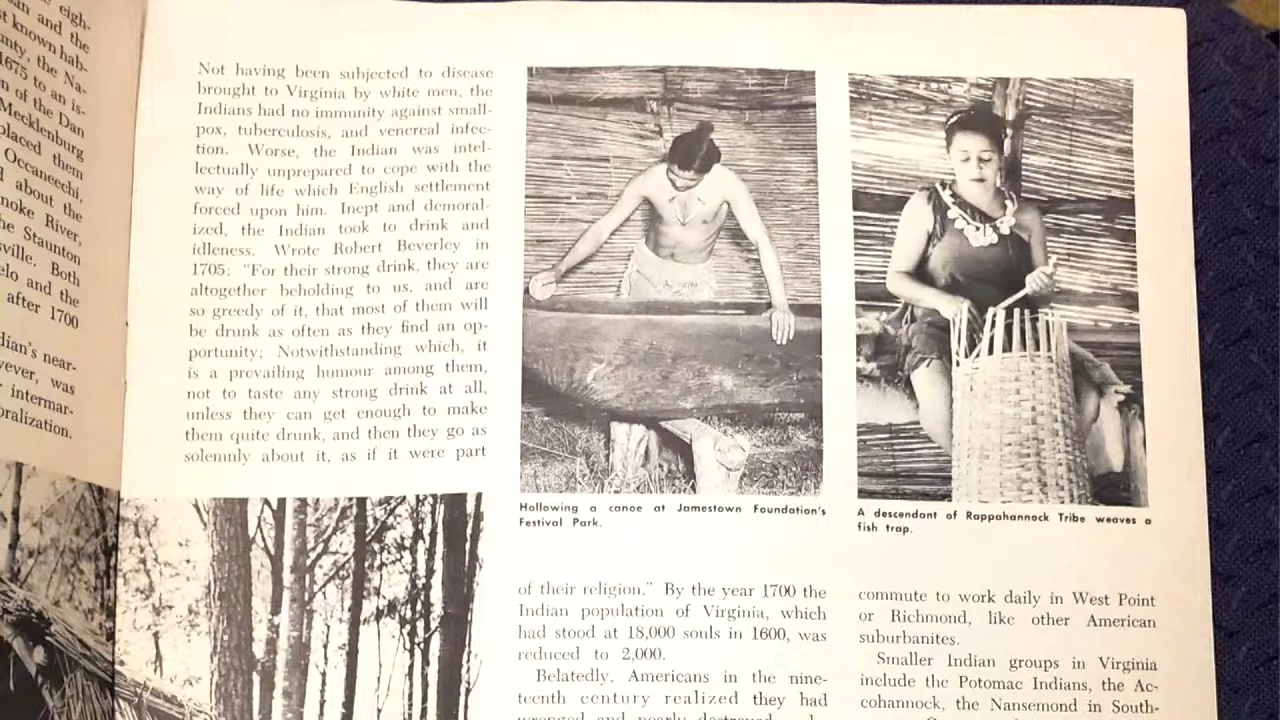 eigh-
and the
known hab-
the Na-
1675 to an is-
of the Dan
Mecklenburg
placed them
Occaneechi,
about the
River,
the Staunton
Both
and the
after 1700
near-
was
intermar-
Not having been subjected to disease
brought to Virginia by white men, the
Indians had no immunity against small-
pox, tuberculosis, and venereal infec-
tion. Worse, the Indian was intel-
lectually unprepared to cope with the
way of life which English settlement
forced upon him. Inept and demoral-
ized, the Indian took to drink and
idleness. Wrote Robert Beverley in
1705: "For their strong drink, they are
altogether beholding to us, and are
so greedy of it, that most of them will
be drunk as often as they find an op-
portunity; Notwithstanding which, it
is a prevailing humour among them,
not to taste any strong drink at all,
unless they can get enough to make
them quite drunk, and then they go as
solemnly about it, as if it were part
Hollowing a canoe at Jamestown Foundation's
Festival Park.
of their religion." By the year 1700 the
Indian population of Virginia, which
had stood at 18,000 souls in 1600, was
reduced to 2,000.
Belatedly, Americans in the nine-
teenth century realized they had
wronged and nearly destroyed
A descendant of Rappahannock Tribe weaves a
fish trap.
commute to work daily in West Point
or Richmond, like other American
suburbanites.
Smaller Indian groups in Virginia
include the Potomac Indians, the Ac-
cohannock, the Nansemond in South-